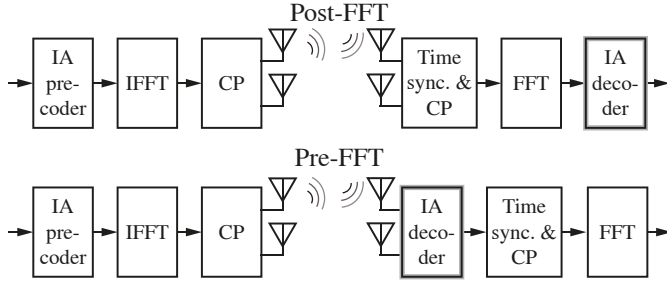 Post-FFT
IA
pre-
coder
IFFT
CP
Time
sync. &
CP
FFT
IA
deco-
der
Pre-FFT
IA
pre-
coder
IFFT
CP
IA
deco-
der
Time
sync. &
CP
FFT